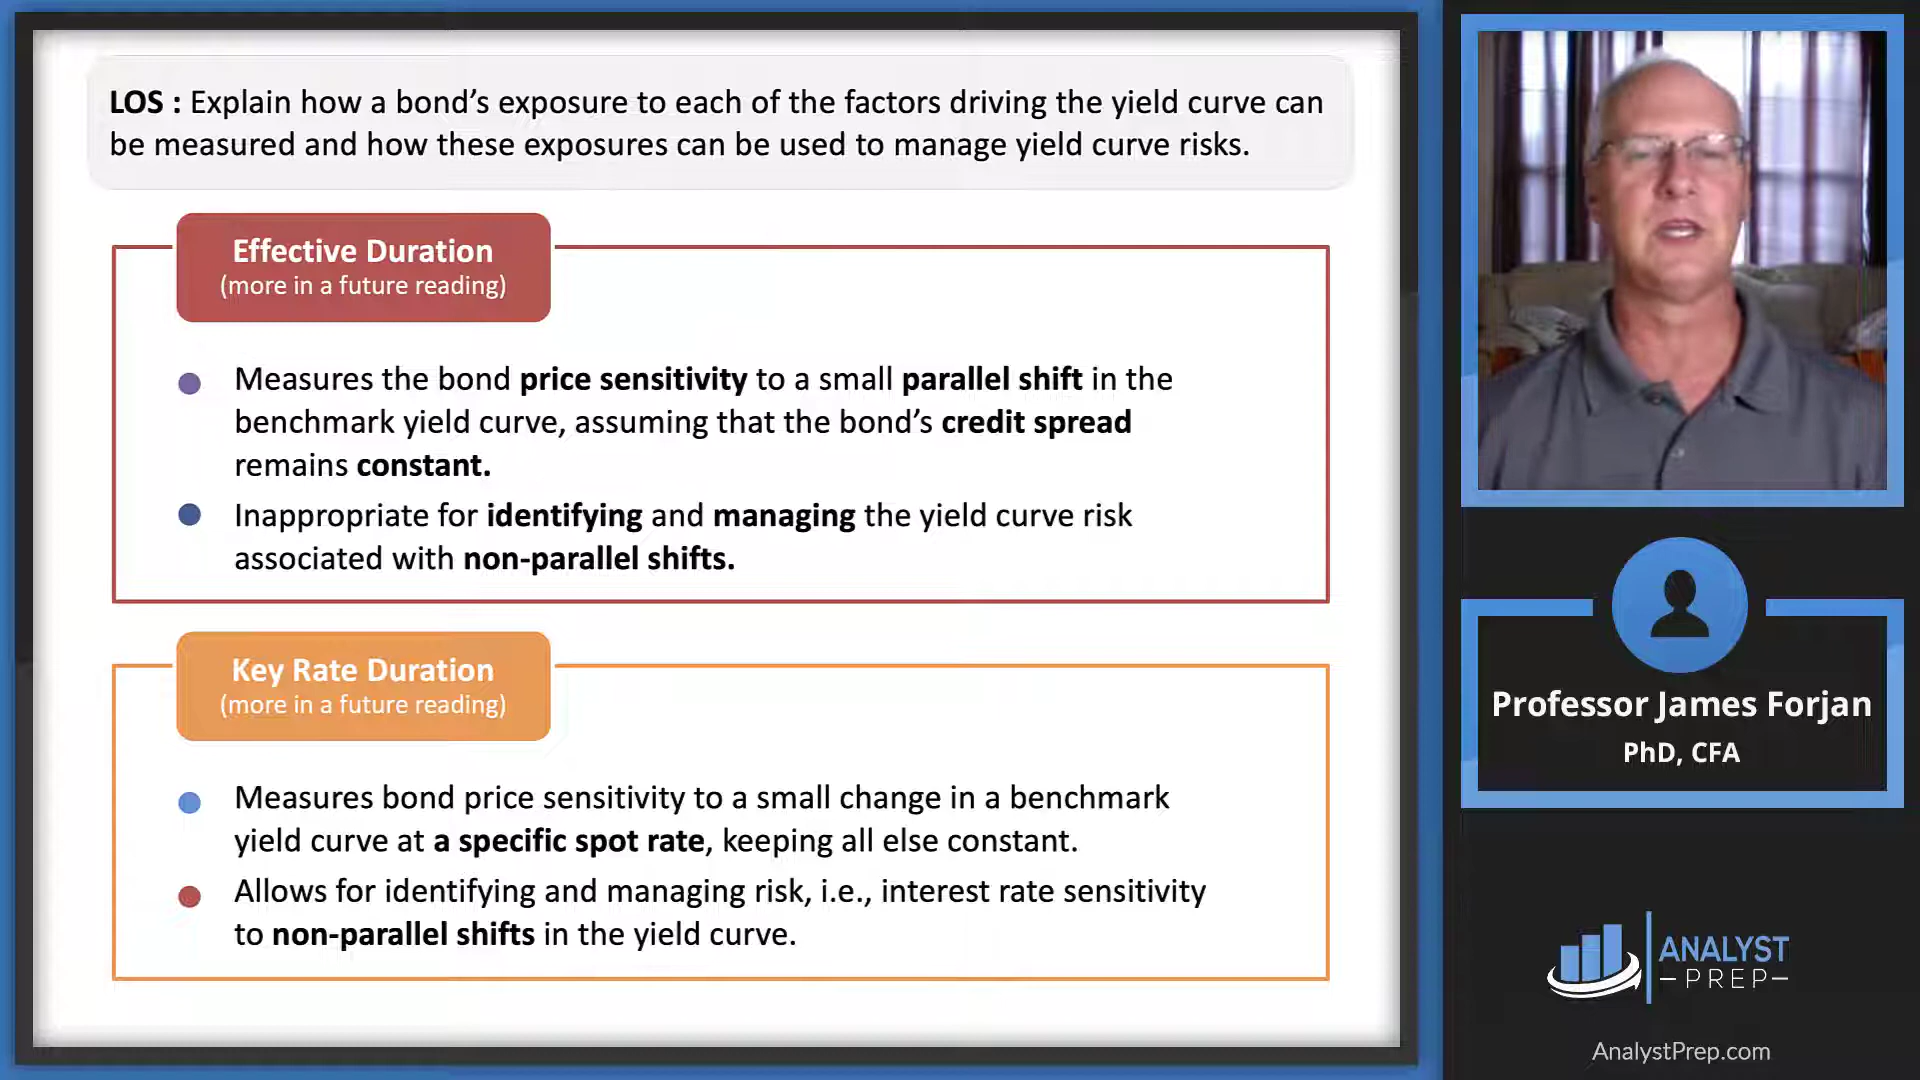 LOS : Explain how a bond’s exposure to each of the factors driving the yield curve can
be measured and how these exposures can be used to manage yield curve risks.
Effective Duration
(more in a future reading)
Measures the bond price sensitivity to a small parallel shift in the
benchmark yield curve, assuming that the bond’s credit spread
remains constant.
Inappropriate for identifying and managing the yield curve risk
associated with non-parallel shifts.
Key Rate Duration
(more in a future reading)
Measures bond price sensitivity to a small change in a benchmark
yield curve at a specific spot rate, keeping all else constant.
Allows for identifying and managing risk, i.e., interest rate sensitivity
to non-parallel shifts in the yield curve.
Professor James Forjan
PhD, CFA
ANALYST
PREP
AnalystPrep.com